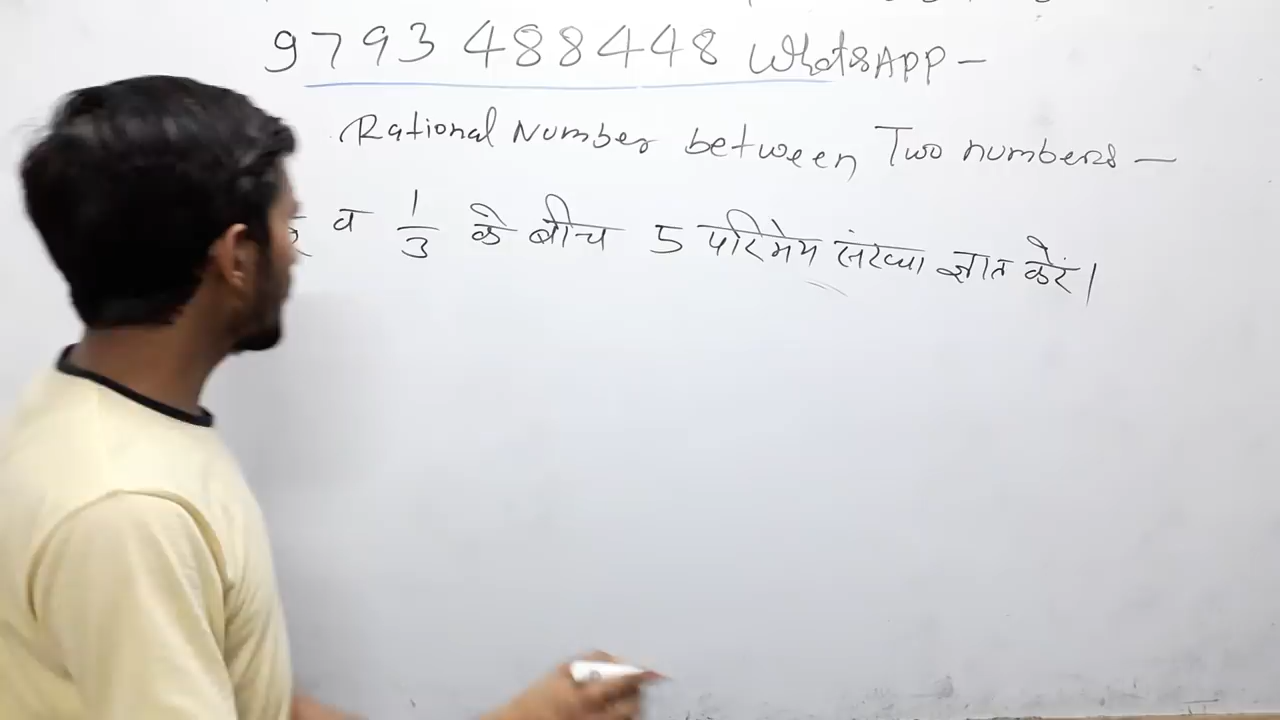 9793488448 WhatsAPP -
Rational Number between Two numbers -
व 1/3 के बीच 5 परिमेय संख्या ज्ञात करें।